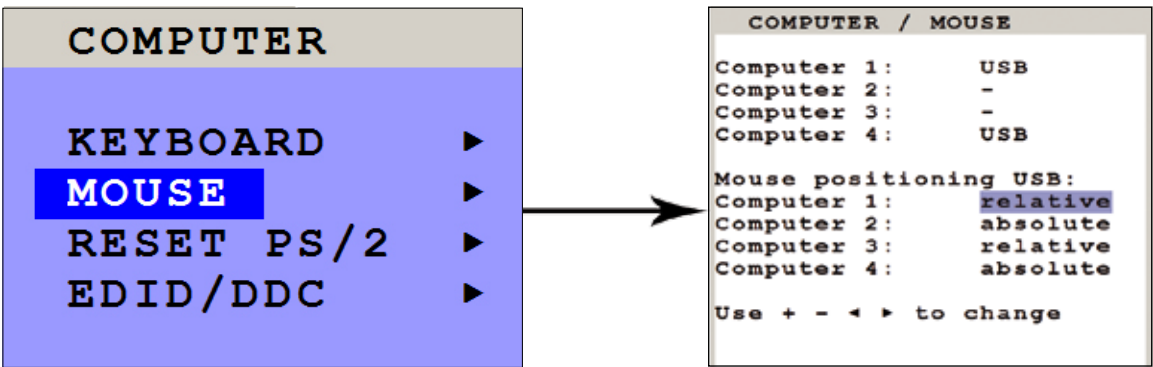 COMPUTER
KEYBOARD ►
MOUSE ►
RESET PS/2 ►
EDID/DDC ►
COMPUTER / MOUSE
Computer 1: USB
Computer 2: -
Computer 3: -
Computer 4: USB
Mouse positioning USB:
Computer 1: relative
Computer 2: absolute
Computer 3: relative
Computer 4: absolute
Use + - ◄ ► to change